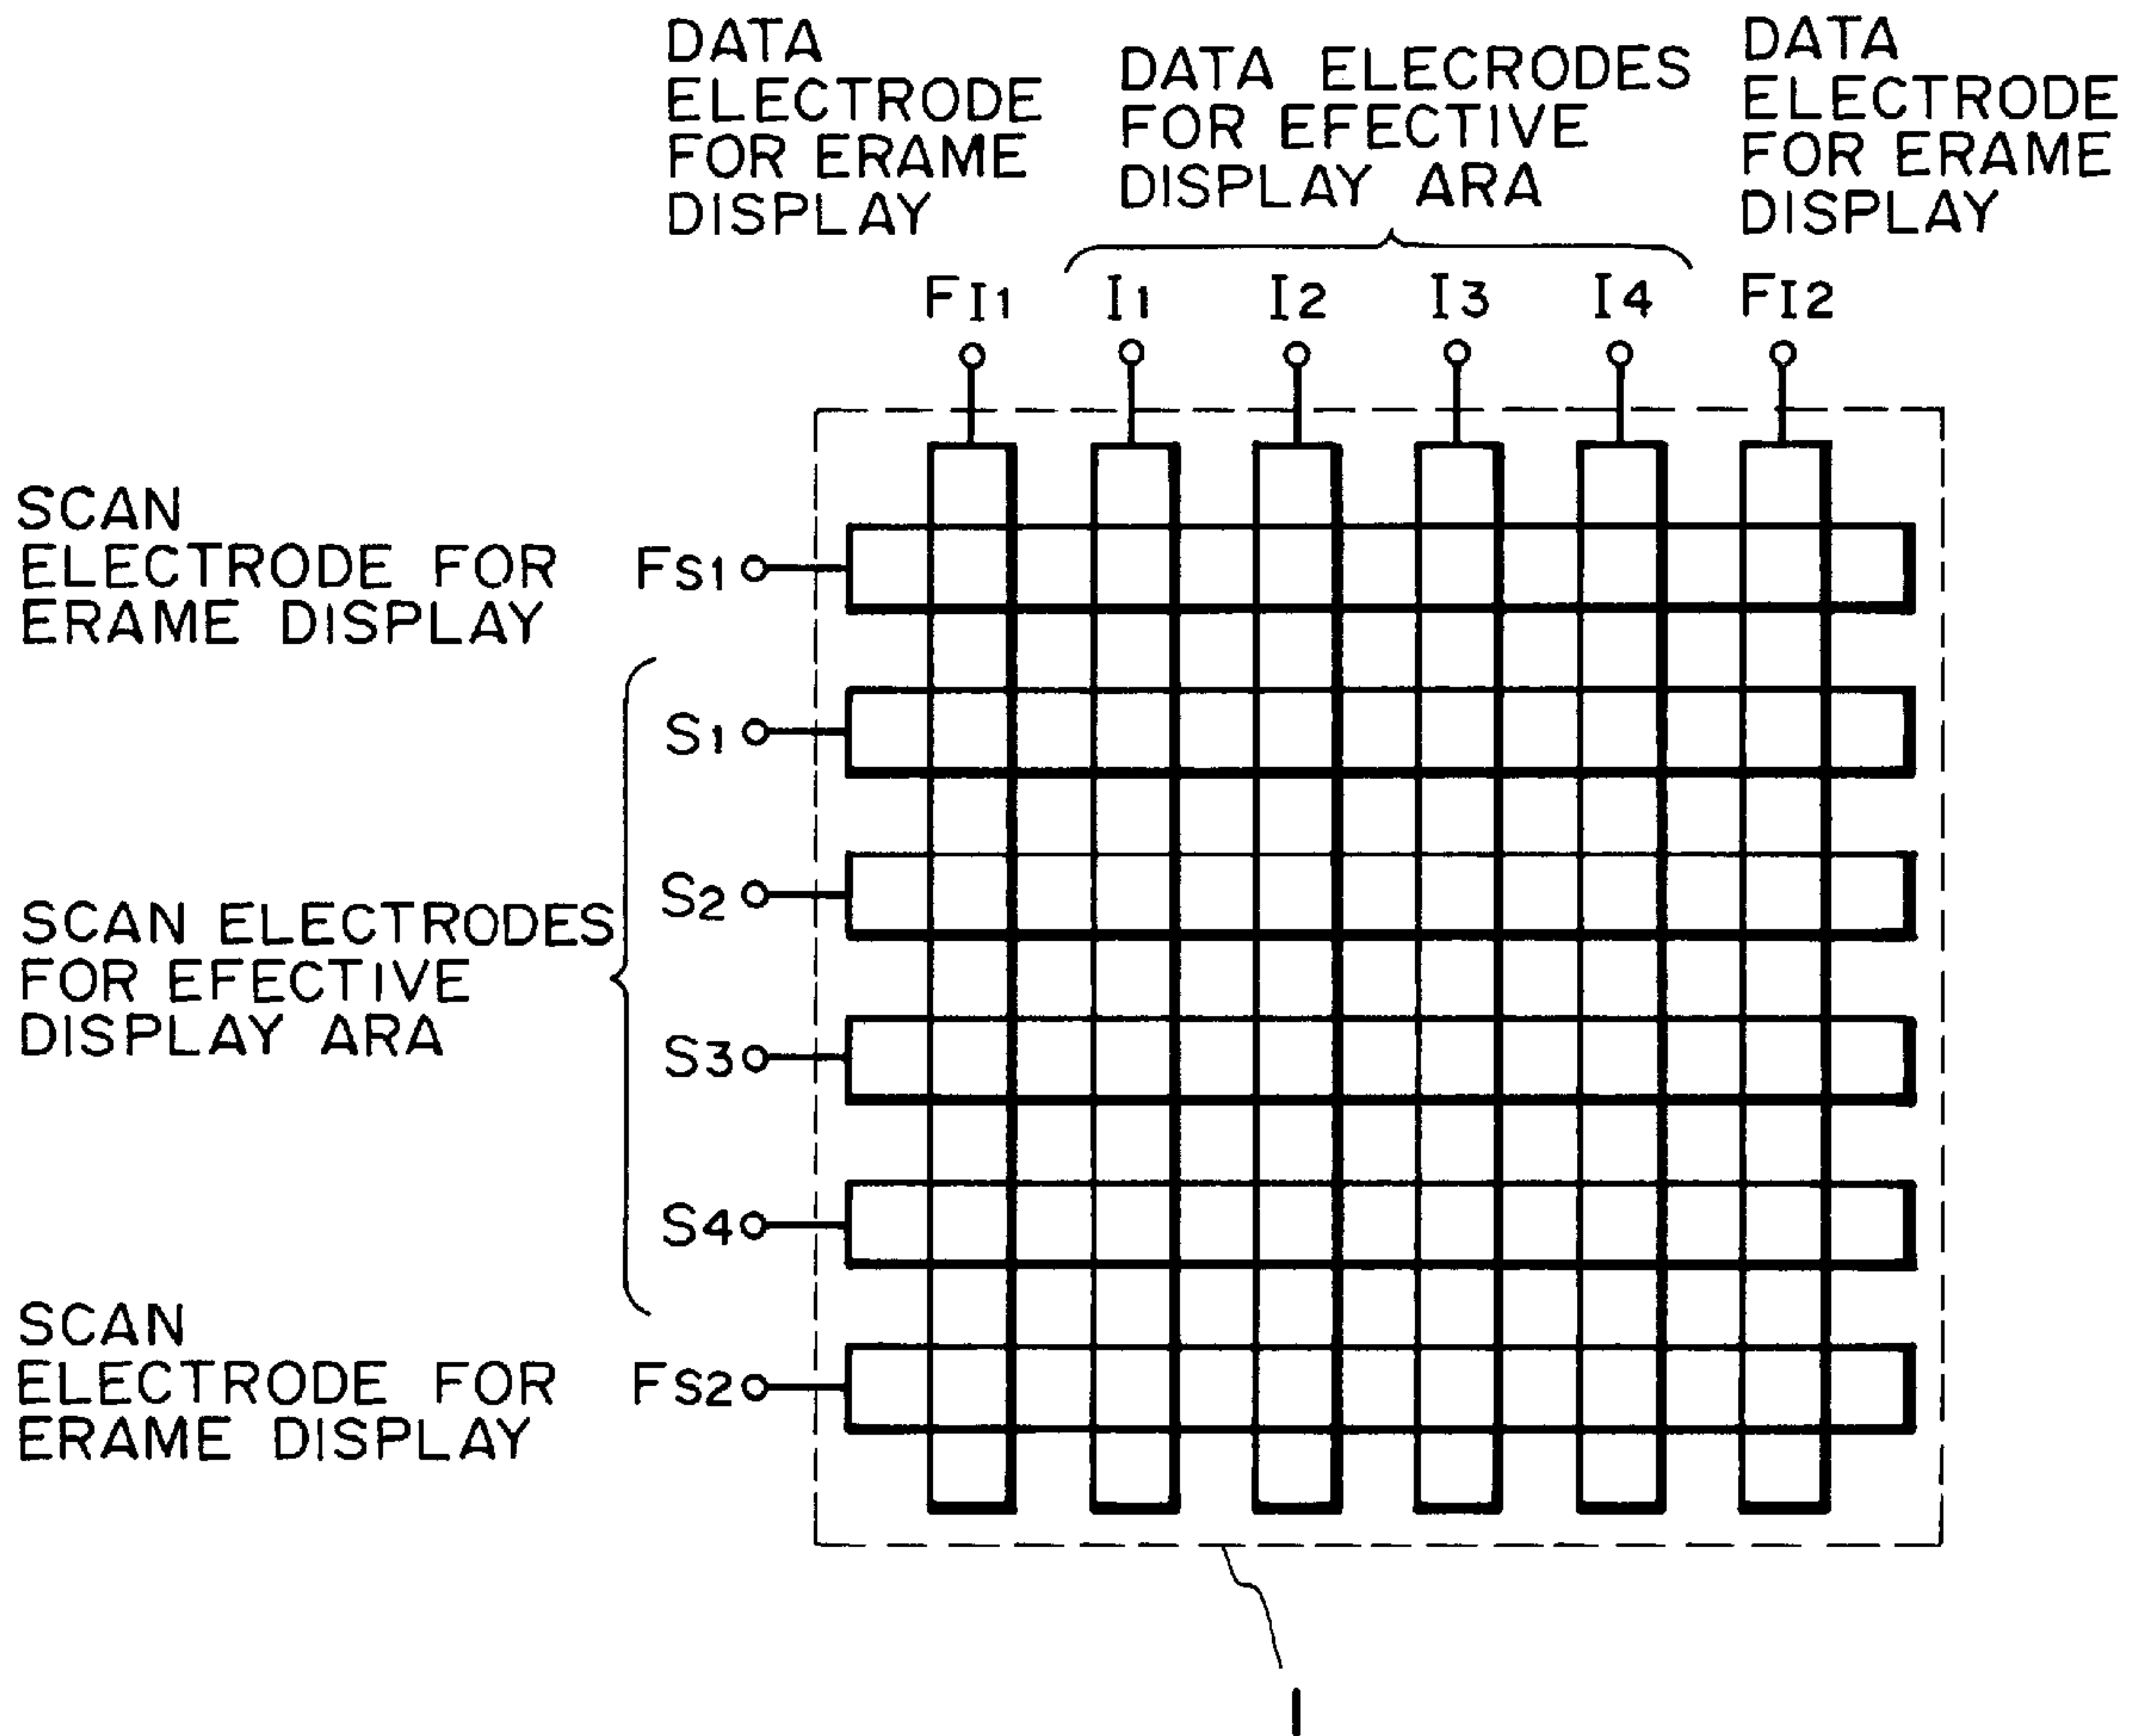 DATA
ELECTRODE
FOR ERAME
DISPLAY
DATA ELECRODES
FOR EFECTIVE
DISPLAY ARA
DATA
ELECTRODE
FOR ERAME
DISPLAY
FI1 I1 I2 I3 I4 FI2
SCAN
ELECTRODE FOR
ERAME DISPLAY
FS1
S1
S2
SCAN ELECTRODES
FOR EFECTIVE
DISPLAY ARA
S3
S4
SCAN
ELECTRODE FOR
ERAME DISPLAY
FS2
1